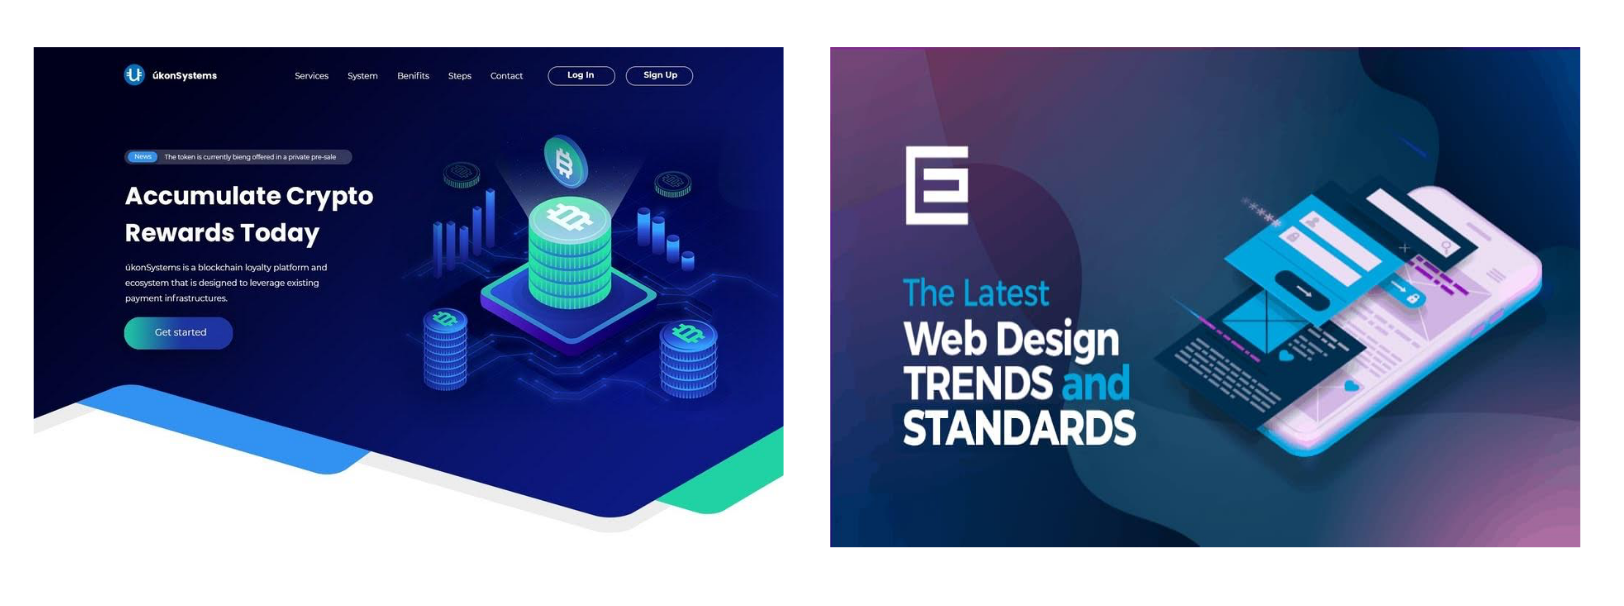 úkonSystems
Services System Benifits Steps Contact Log In Sign Up
News The token is currently bieng offered in a private pre-sale
Accumulate Crypto
Rewards Today
úkonSystems is a blockchain loyalty platform and
ecosystem that is designed to leverage existing
payment infrastructures.
Get started
The Latest
Web Design
TRENDS and
STANDARDS